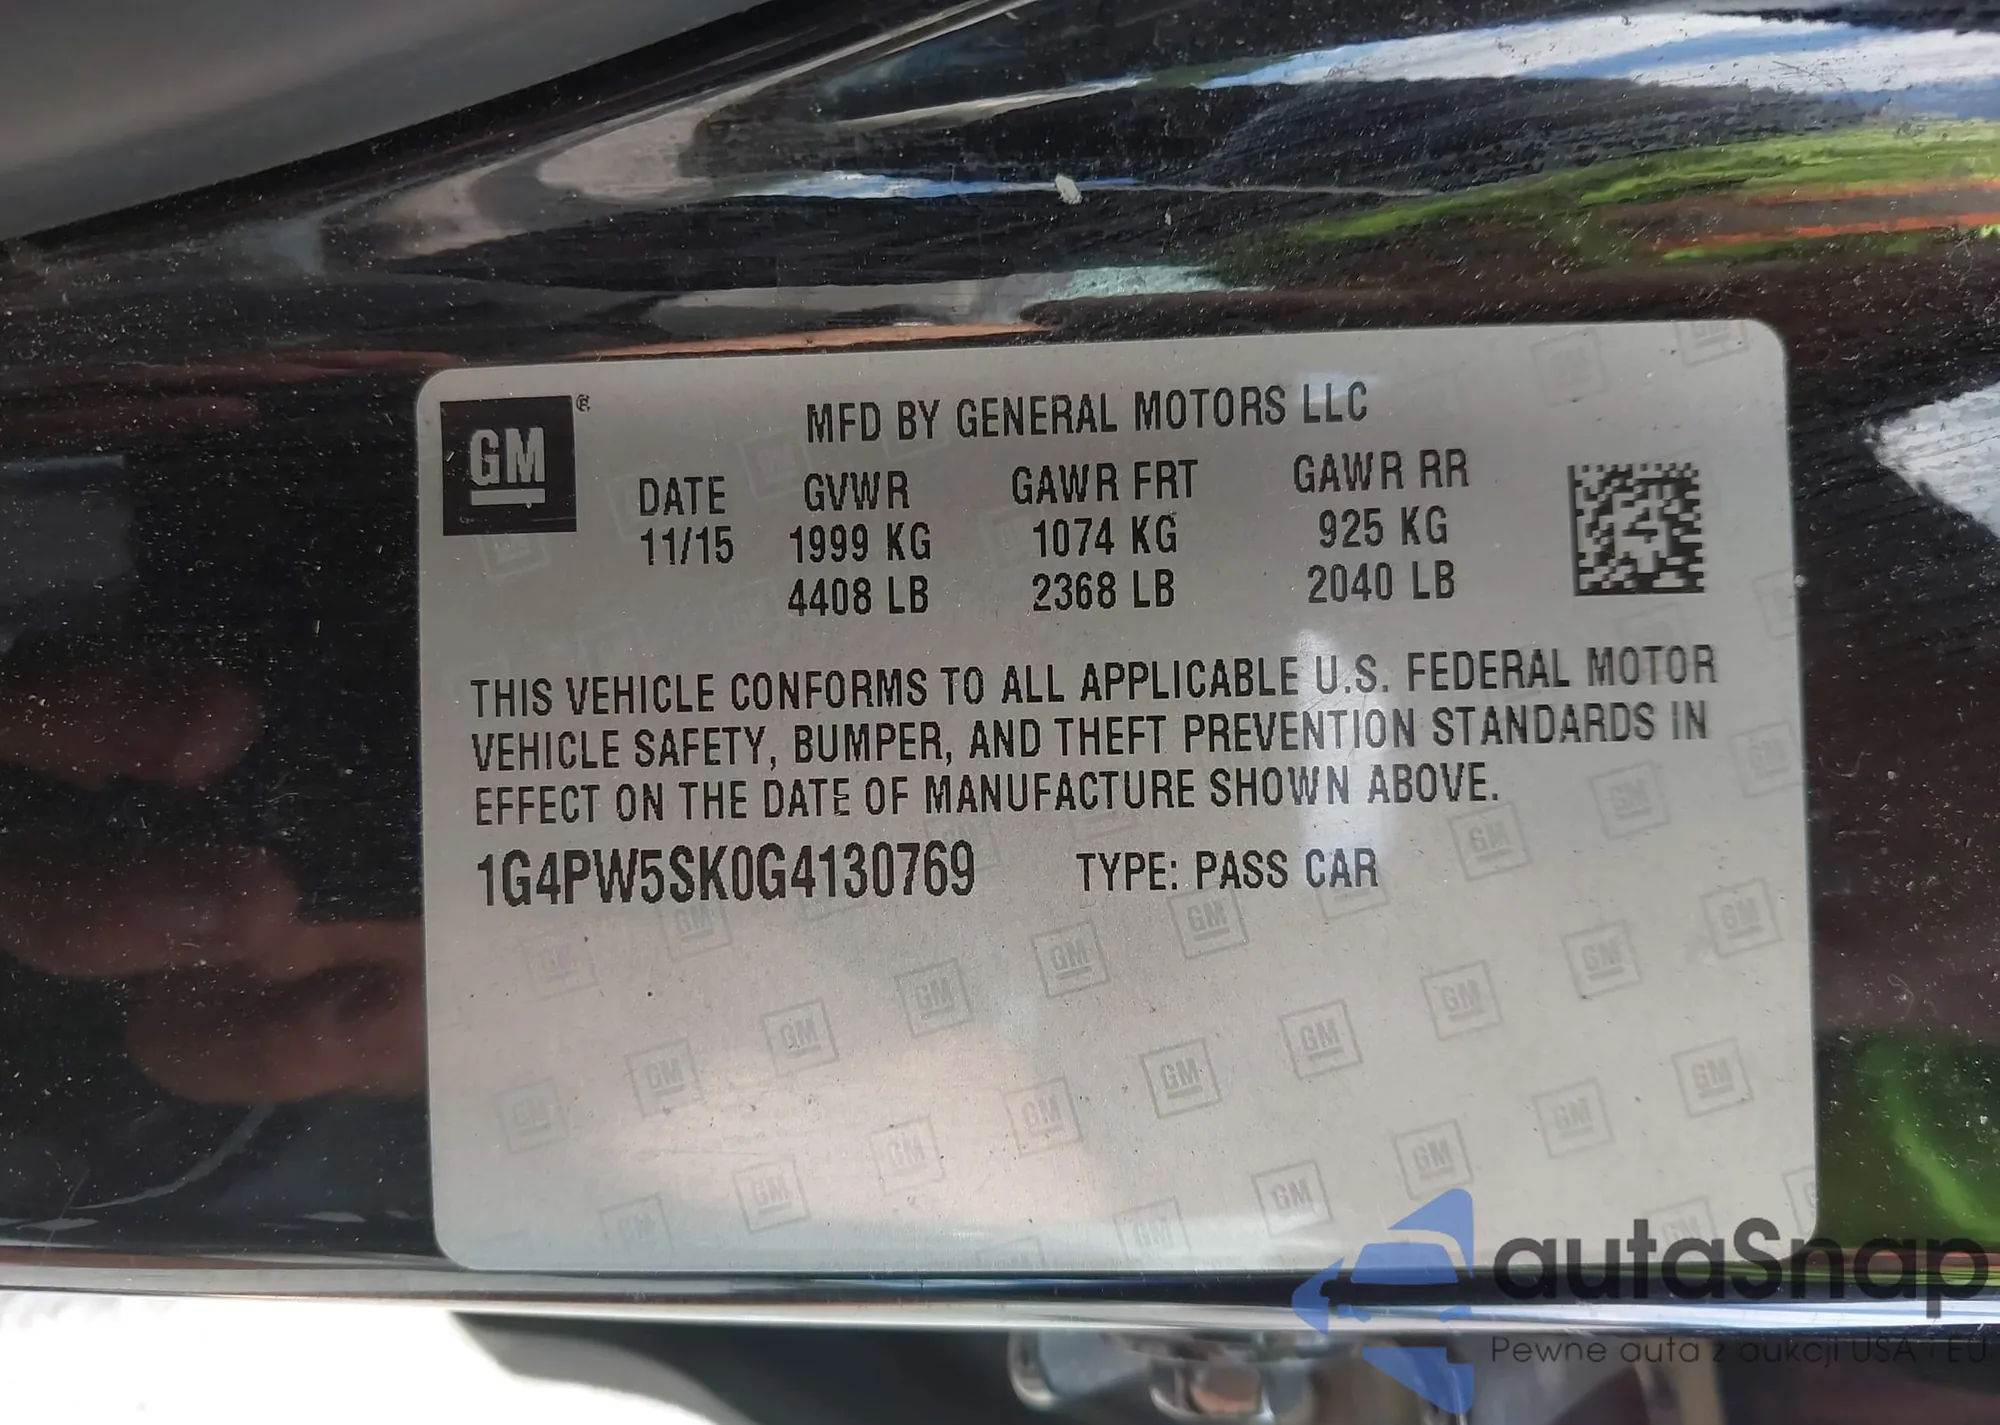 GM ®
MFD BY GENERAL MOTORS LLC
DATE GVWR GAWR FRT GAWR RR
11/15 1999 KG 1074 KG 925 KG
4408 LB 2368 LB 2040 LB
THIS VEHICLE CONFORMS TO ALL APPLICABLE U.S. FEDERAL MOTOR
VEHICLE SAFETY, BUMPER, AND THEFT PREVENTION STANDARDS IN
EFFECT ON THE DATE OF MANUFACTURE SHOWN ABOVE.
1G4PW5SK0G4130769 TYPE: PASS CAR
autaSnap
Pewne auta z aukcji USA i EU